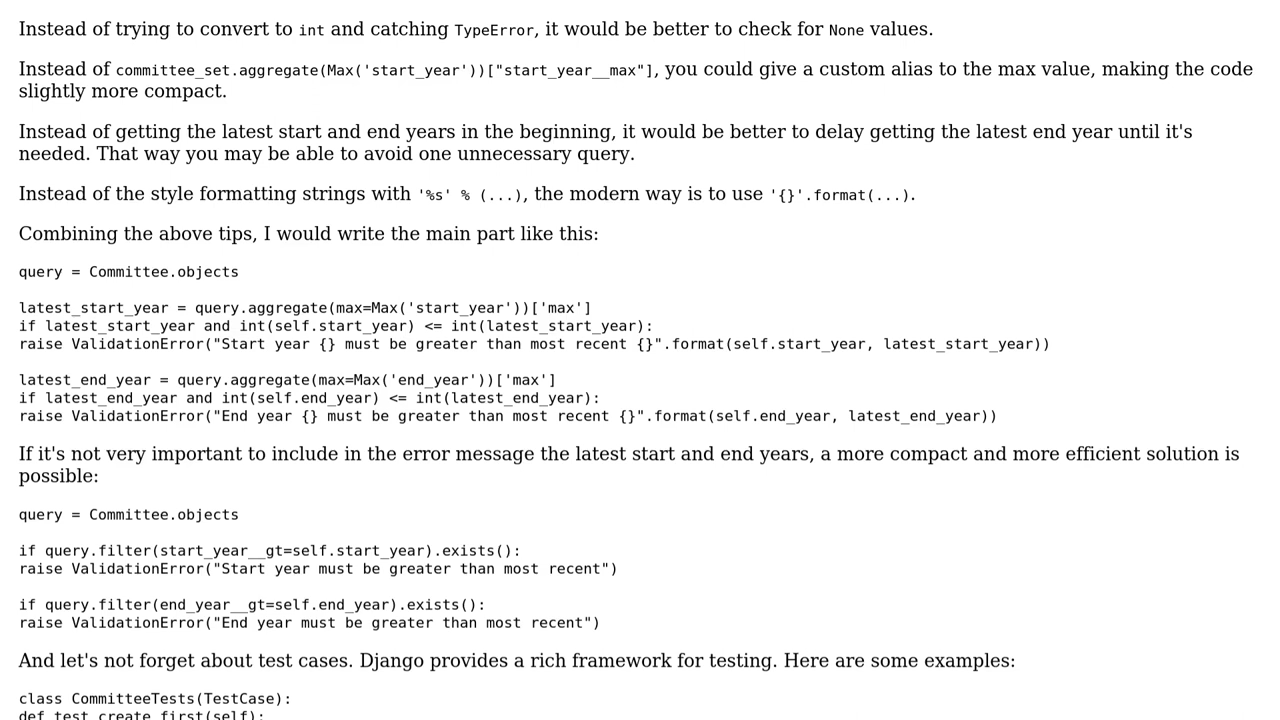 Instead of trying to convert to int and catching TypeError, it would be better to check for None values.
Instead of committee_set.aggregate(Max('start_year'))["start_year__max"], you could give a custom alias to the max value, making the code
slightly more compact.
Instead of getting the latest start and end years in the beginning, it would be better to delay getting the latest end year until it's
needed. That way you may be able to avoid one unnecessary query.
Instead of the style formatting strings with '%s' % (...), the modern way is to use '{}'.format(...).
Combining the above tips, I would write the main part like this:
query = Committee.objects
latest_start_year = query.aggregate(max=Max('start_year'))['max']
if latest_start_year and int(self.start_year) <= int(latest_start_year):
raise ValidationError("Start year {} must be greater than most recent {}".format(self.start_year, latest_start_year))
latest_end_year = query.aggregate(max=Max('end_year'))['max']
if latest_end_year and int(self.end_year) <= int(latest_end_year):
raise ValidationError("End year {} must be greater than most recent {}".format(self.end_year, latest_end_year))
If it's not very important to include in the error message the latest start and end years, a more compact and more efficient solution is
possible:
query = Committee.objects
if query.filter(start_year__gt=self.start_year).exists():
raise ValidationError("Start year must be greater than most recent")
if query.filter(end_year__gt=self.end_year).exists():
raise ValidationError("End year must be greater than most recent")
And let's not forget about test cases. Django provides a rich framework for testing. Here are some examples:
class CommitteeTests(TestCase):
def test_create_first(self):